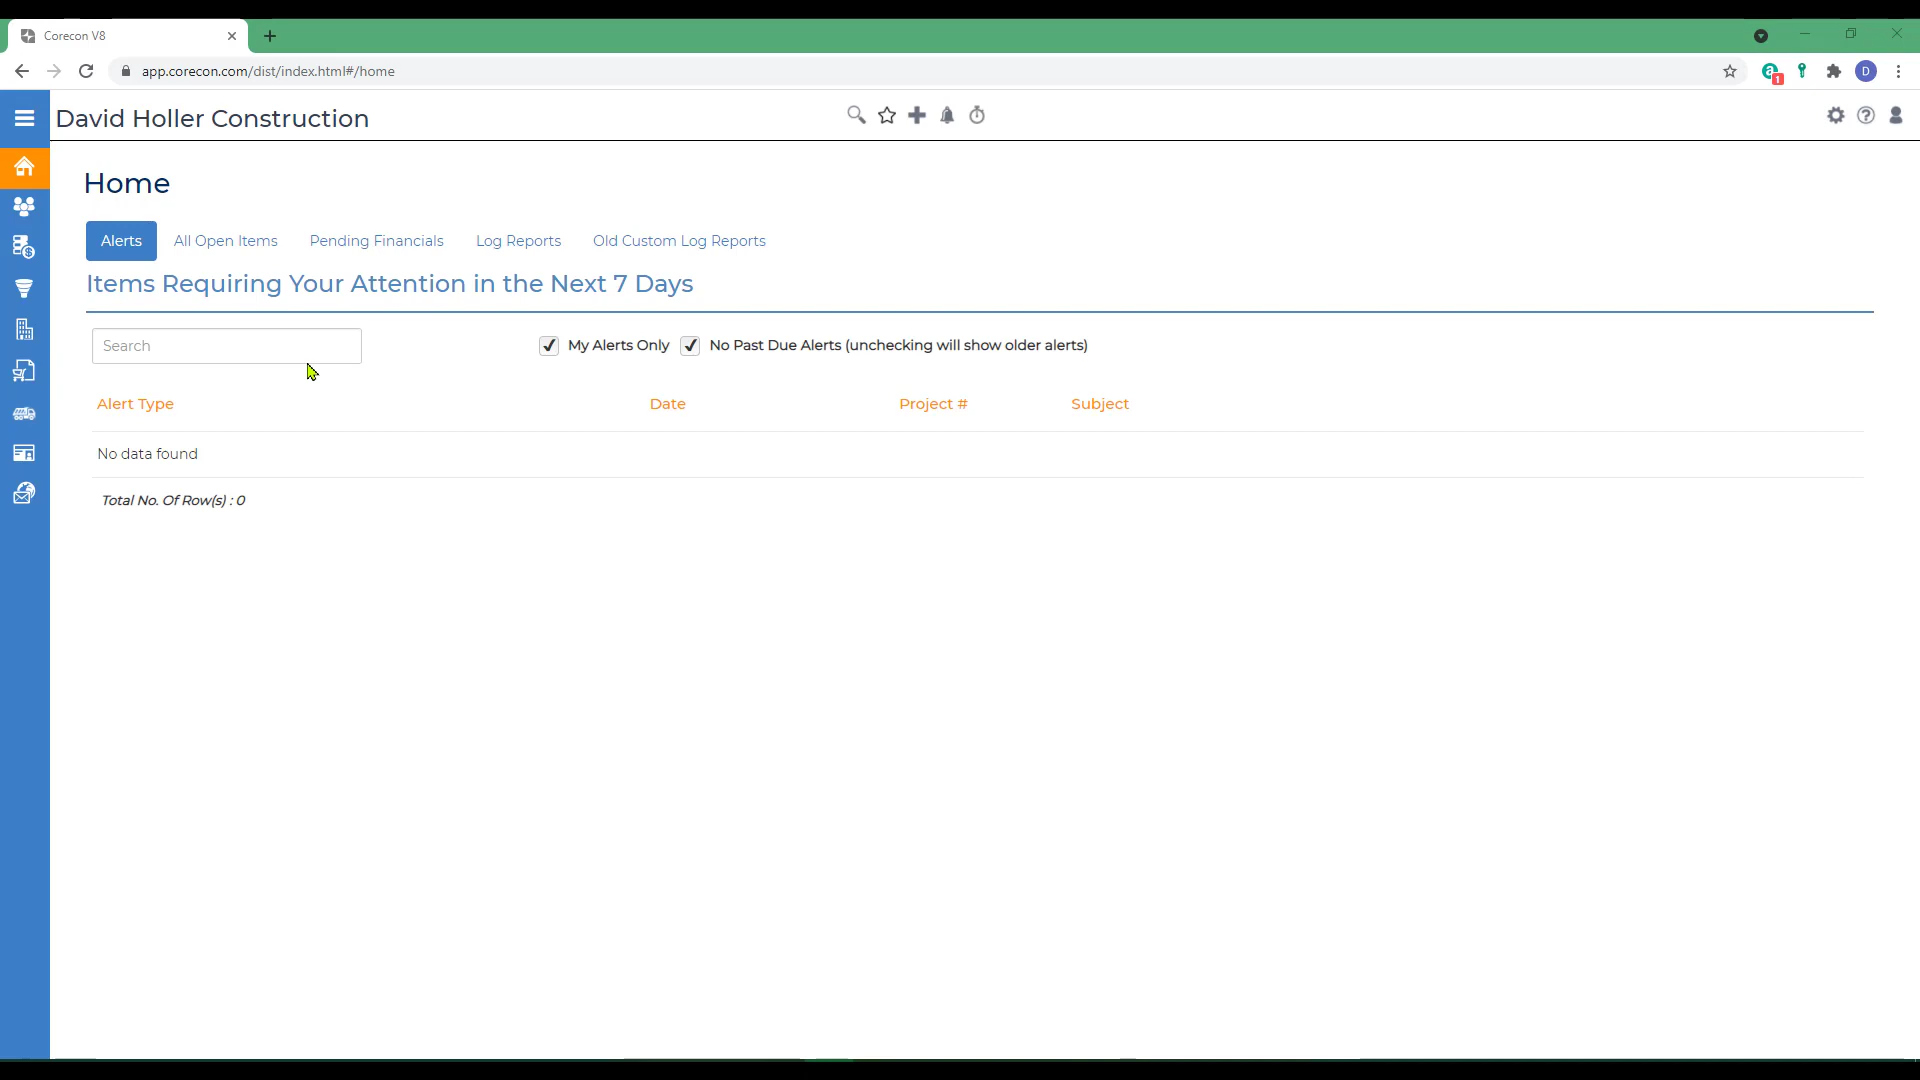 Corecon V8
app.corecon.com/dist/index.html#/home
1
D
David Holler Construction
Home
Alerts All Open Items Pending Financials Log Reports Old Custom Log Reports
Items Requiring Your Attention in the Next 7 Days
Search
My Alerts Only No Past Due Alerts (unchecking will show older alerts)
Alert Type Date Project # Subject
No data found
Total No. Of Row(s) : 0